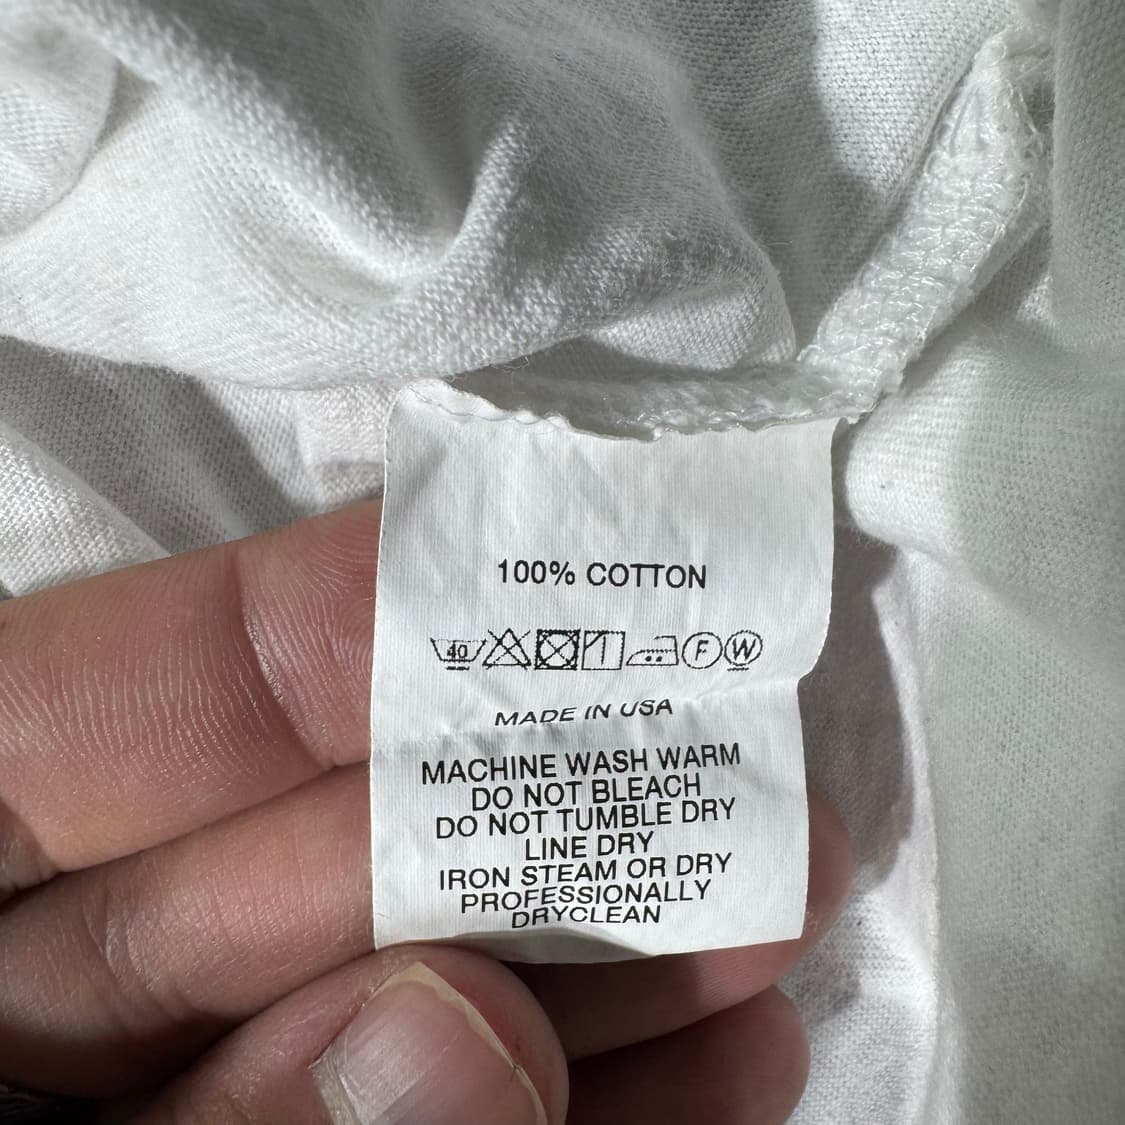 100% COTTON
40 F W
MADE IN USA
MACHINE WASH WARM
DO NOT BLEACH
DO NOT TUMBLE DRY
LINE DRY
IRON STEAM OR DRY
PROFESSIONALLY
DRYCLEAN